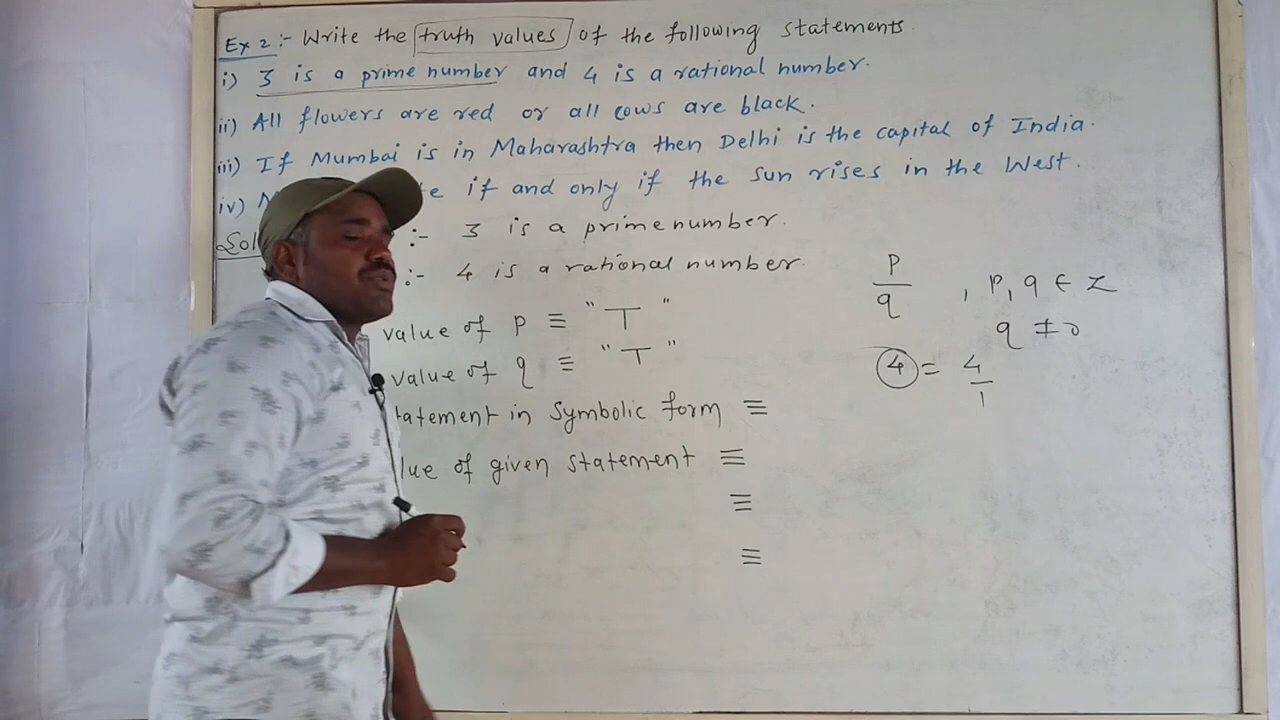 Ex 2 :- Write the truth values of the following statements.
i) 3 is a prime number and 4 is a rational number.
ii) All flowers are red or all cows are black.
iii) If Mumbai is in Maharashtra then Delhi is the capital of India.
iv) if and only if the sun rises in the West.
:- 3 is a prime number.
:- 4 is a rational number.
value of p ≡ "T"
value of q ≡ "T"
tatement in symbolic form ≡
lue of given statement ≡
≡
≡
p/q , p, q ∈ Z
q ≠ 0
4 = 4/1